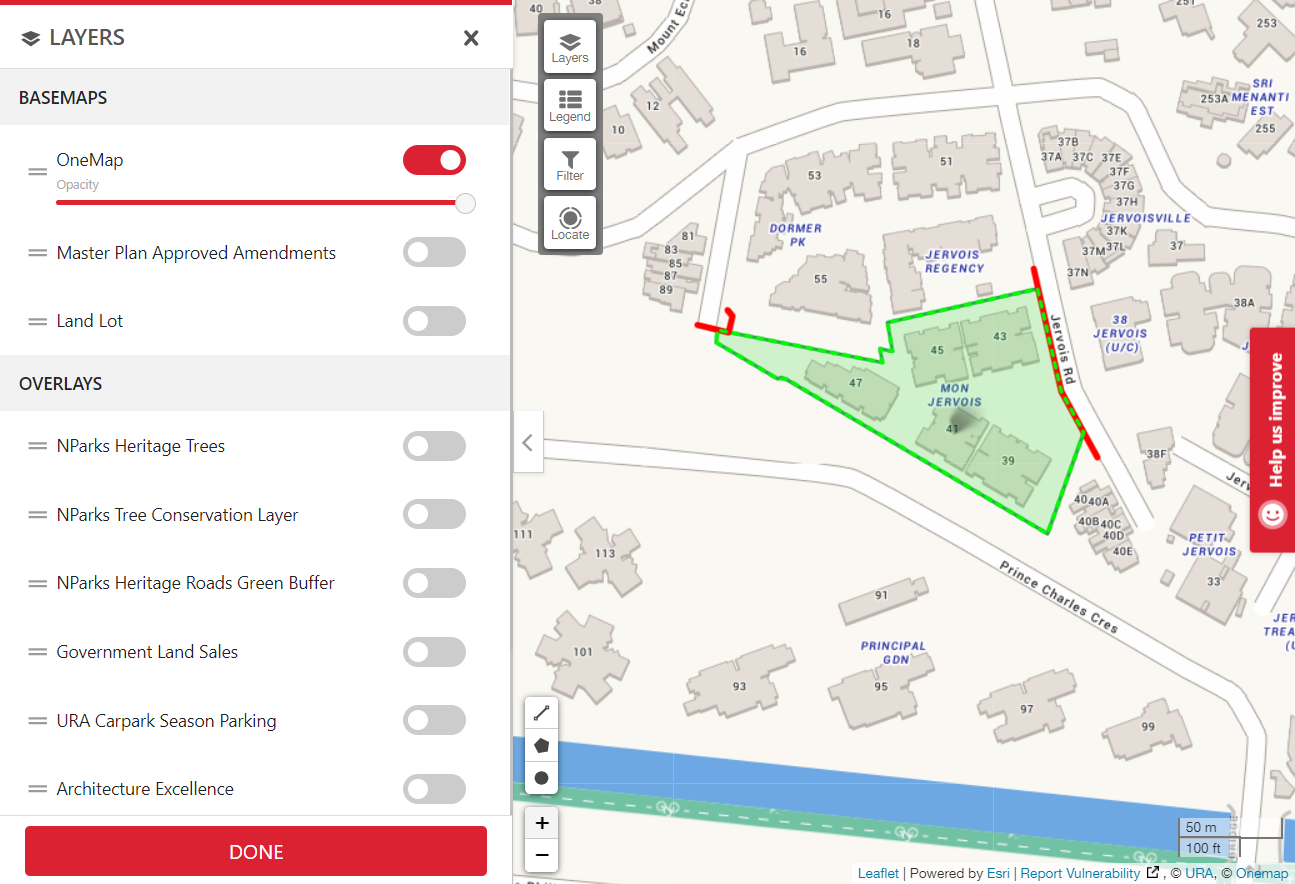 LAYERS
BASEMAPS
OneMap
Opacity
Master Plan Approved Amendments
Land Lot
OVERLAYS
NParks Heritage Trees
NParks Tree Conservation Layer
NParks Heritage Roads Green Buffer
Government Land Sales
URA Carpark Season Parking
Architecture Excellence
DONE
Layers
Legend
Filter
Locate
40
38
16
16
18
251
253
SRI
MENANTI
EST
253A
255
12
10
53
51
37B
37A
37C
37E
37F
37G
37H
JERVOISVILLE
37K
37L
37M
37N
37
DORMER
PK
JERVOIS
REGENCY
81
83
85
87
89
55
38A
38
JERVOIS
(U/C)
Jervois Rd
45
43
47
MON
JERVOIS
41
39
Help us improve
38F
40
40A
40B
40C
40D
40E
PETIT
JERVOIS
33
111
113
Prince Charles Cres
91
101
PRINCIPAL
GDN
93
95
97
99
+
−
50 m
100 ft
Leaflet | Powered by Esri | Report Vulnerability , © URA, © Onemap